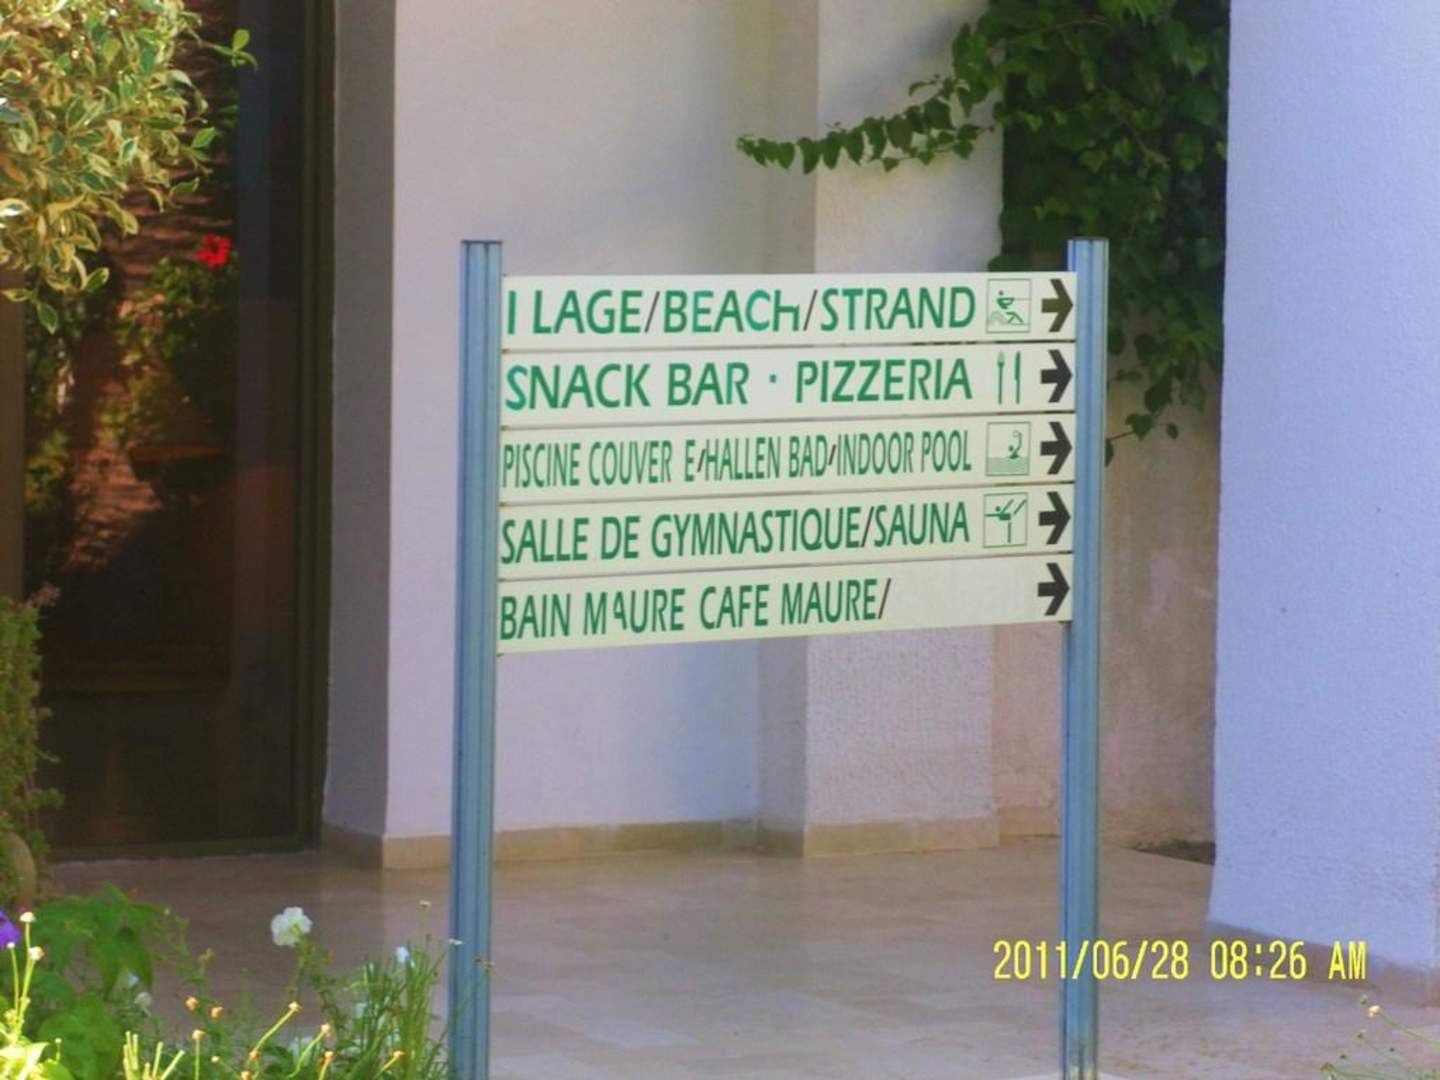 I LAGE/BEACH/STRAND
SNACK BAR · PIZZERIA
PISCINE COUVER E/HALLEN BAD/INDOOR POOL
SALLE DE GYMNASTIQUE/SAUNA
BAIN MAURE CAFE MAURE/
2011/06/28 08:26 AM